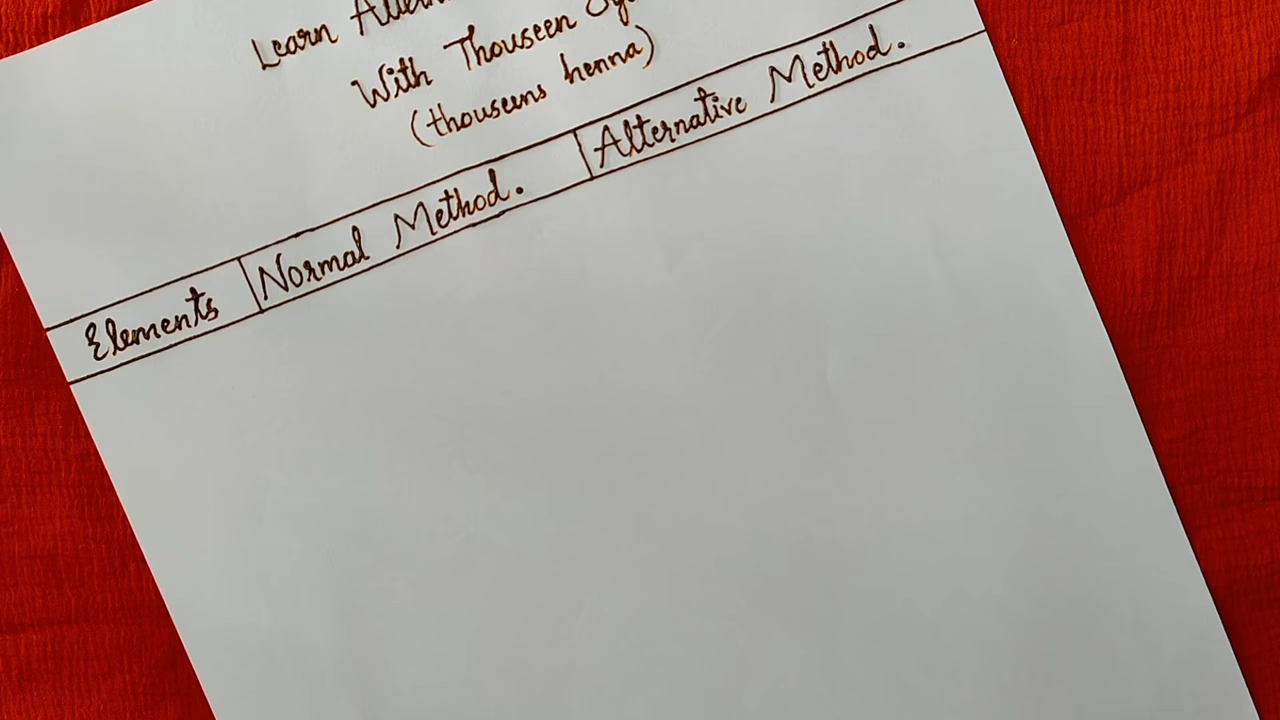 Learn
With Thouseen
(thouseens henna)
Elements Normal Method. Alternative Method.